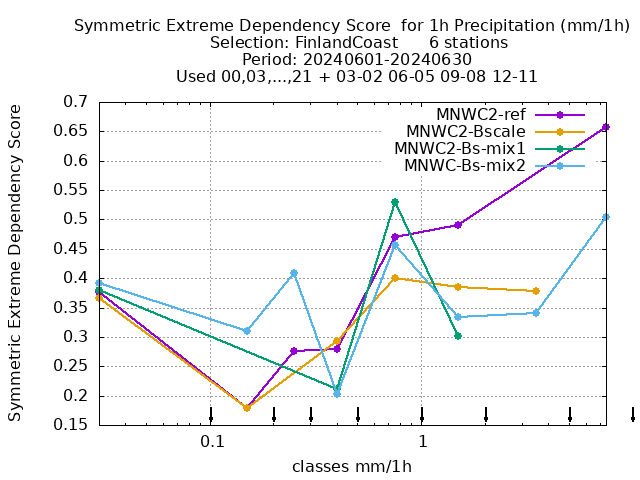 Symmetric Extreme Dependency Score  for 1h Precipitation (mm/1h)
Selection: FinlandCoast      6 stations
Period: 20240601-20240630
Used 00,03,...,21 + 03-02 06-05 09-08 12-11
Symmetric Extreme Dependency Score
0.7
0.65
0.6
0.55
0.5
0.45
0.4
0.35
0.3
0.25
0.2
0.15
MNWC2-ref
MNWC2-Bscale
MNWC2-Bs-mix1
MNWC-Bs-mix2
0.1 1
classes mm/1h